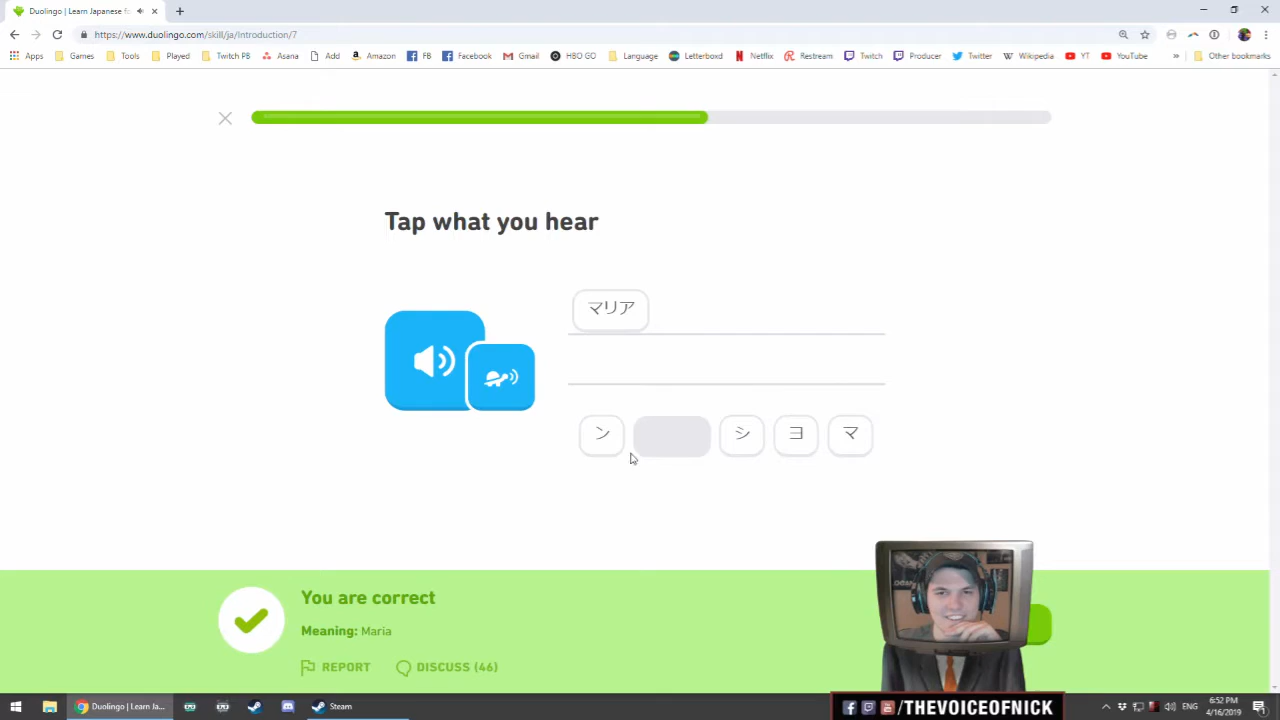 Duolingo | Learn Japanese fo
https://www.duolingo.com/skill/ja/Introduction/7
Apps Games Tools Played Twitch PB Asana Add Amazon FB Facebook Gmail HBO GO Language Letterboxd Netflix Restream Twitch Producer Twitter Wikipedia YT YouTube » Other bookmarks
Tap what you hear
マリア
ン シ ヨ マ
You are correct
Meaning: Maria
REPORT DISCUSS (46)
/THEVOICEOFNICK
Duolingo | Learn Ja... Steam ENG 6:52 PM
4/16/2019